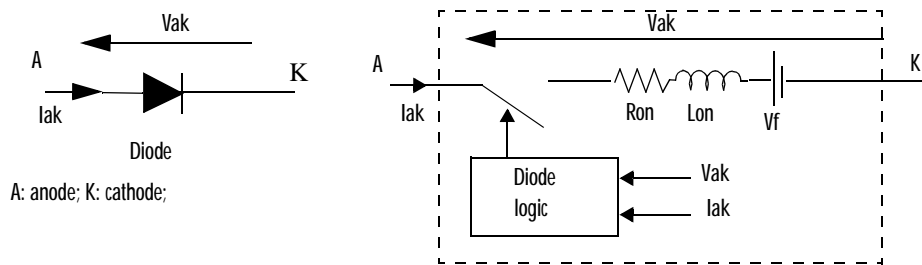 Vak
A
K
Iak
Diode
A: anode; K: cathode;
Vak
A
K
Iak
Ron
Lon
Vf
Diode
logic
Vak
Iak